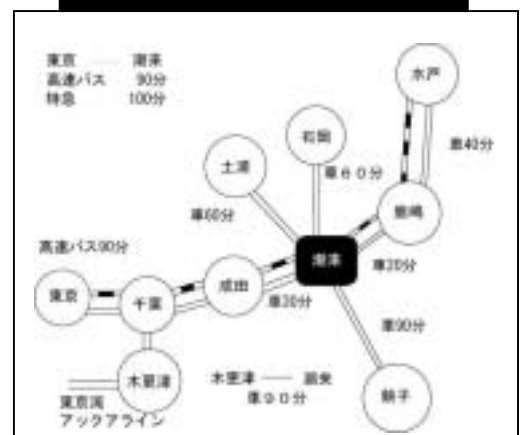 東京 ―― 潮来
高速バス 90分
特急 100分
水戸
石岡
車40分
土浦
車60分
車60分
鹿嶋
高速バス90分
潮来
成田
車20分
東京
千葉
車30分
車90分
木更津
木更津 ―― 潮来
車90分
銚子
東京湾
アックアライン